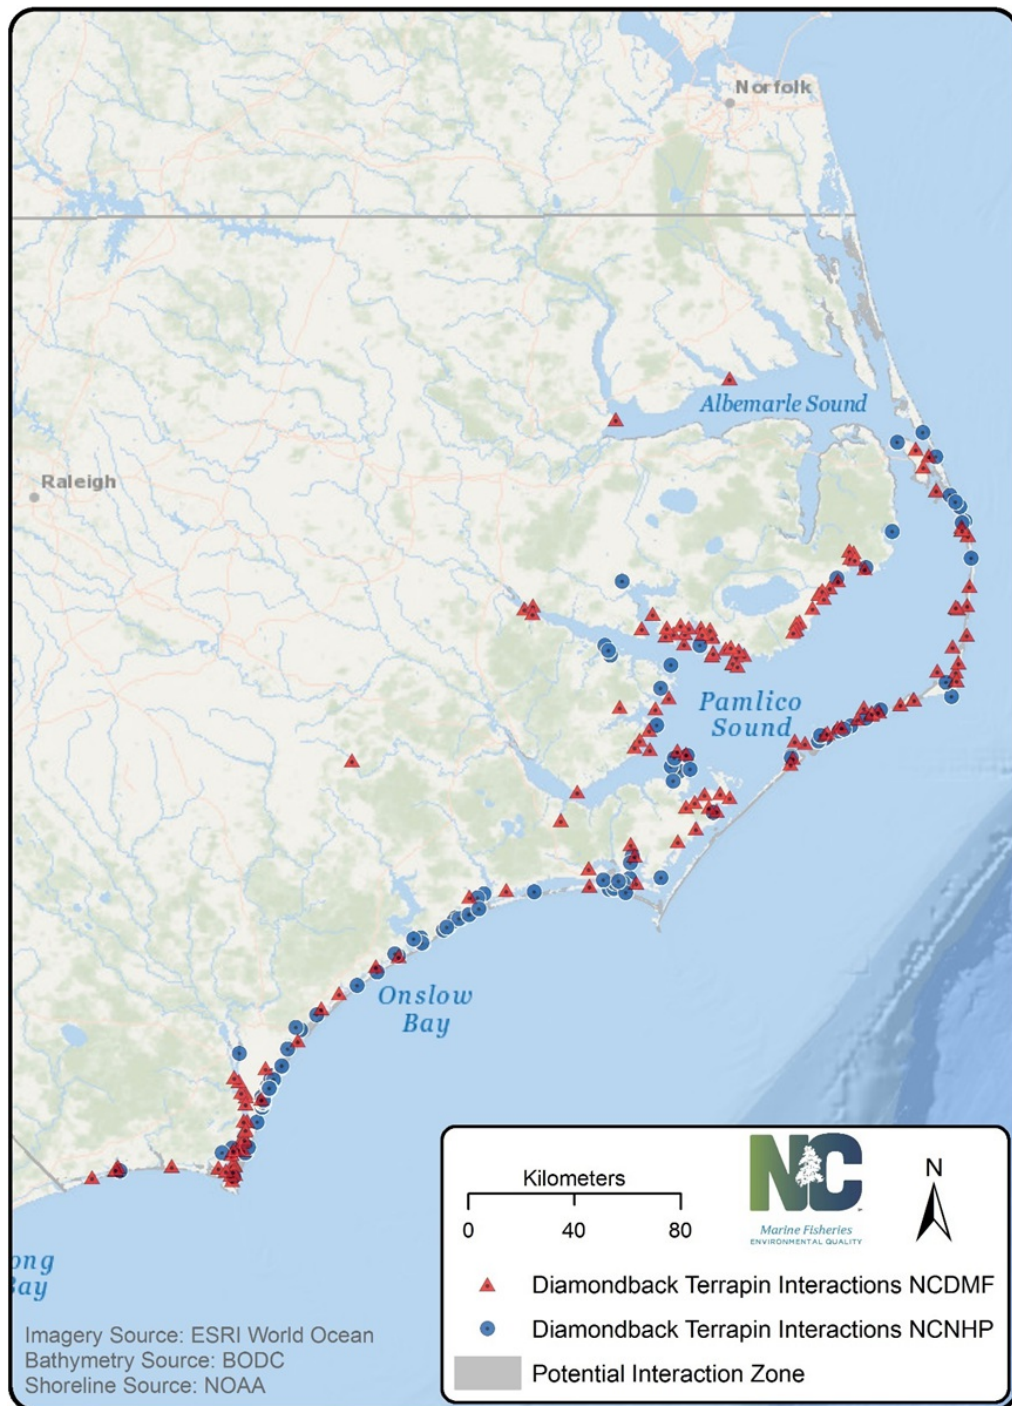 Norfolk
Albemarle Sound
Raleigh
Pamlico
Sound
Onslow
Bay
ong
Bay
Kilometers
0 40 80
NC
Marine Fisheries
ENVIRONMENTAL QUALITY
N
Diamondback Terrapin Interactions NCDMF
Diamondback Terrapin Interactions NCNHP
Potential Interaction Zone
Imagery Source: ESRI World Ocean
Bathymetry Source: BODC
Shoreline Source: NOAA